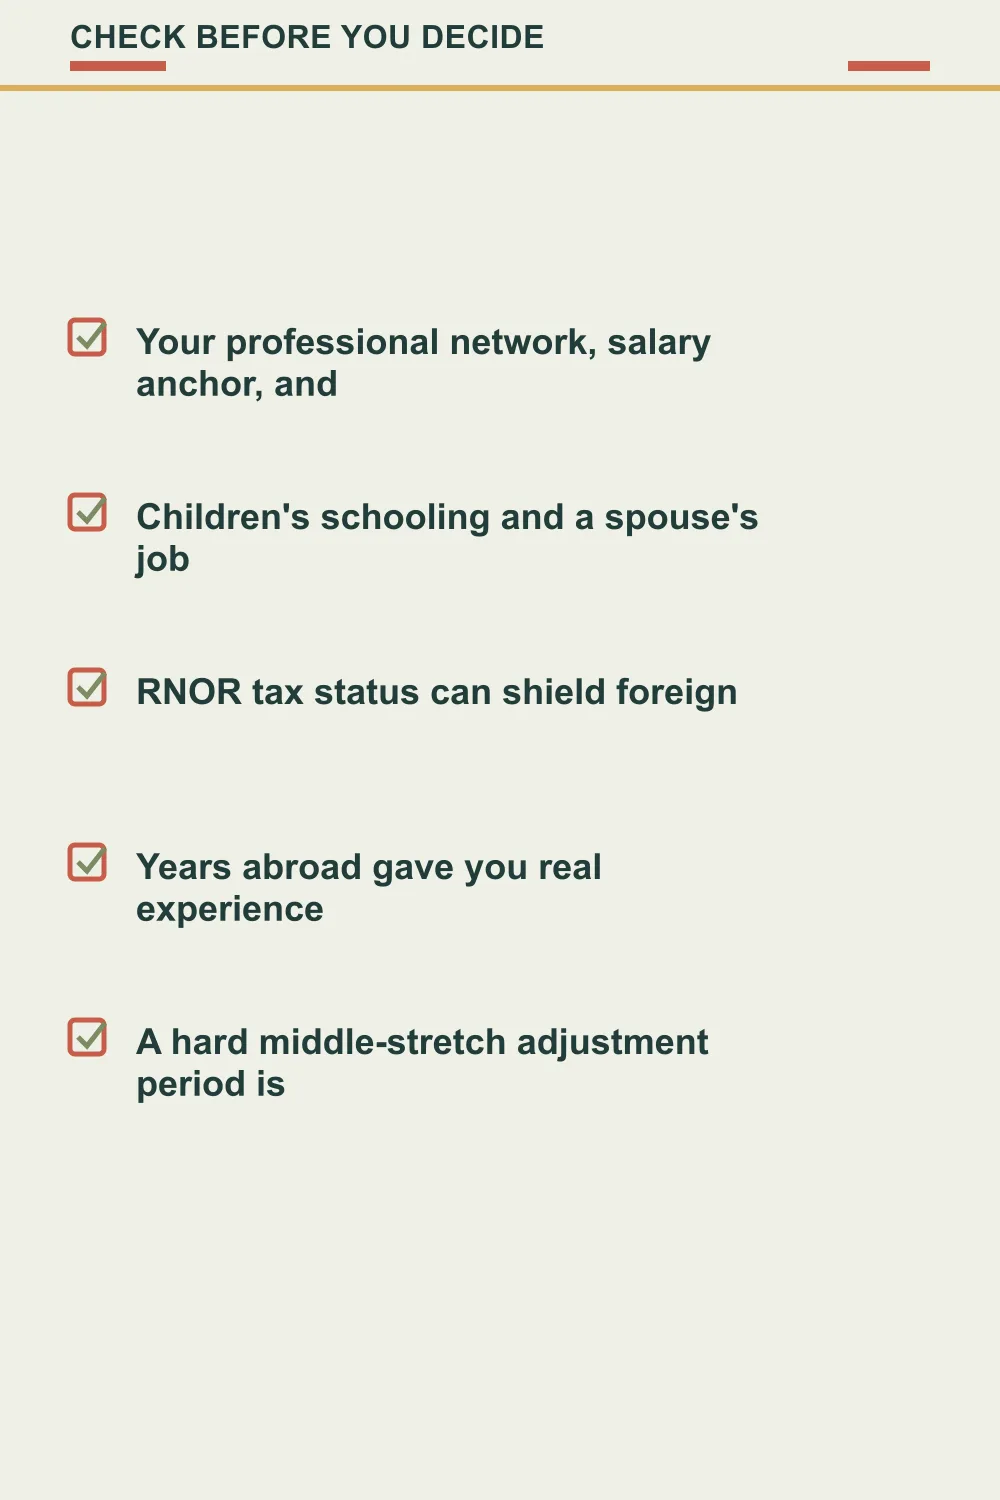 CHECK BEFORE YOU DECIDE
Your professional network, salary
anchor, and
Children's schooling and a spouse's
job
RNOR tax status can shield foreign
Years abroad gave you real
experience
A hard middle-stretch adjustment
period is